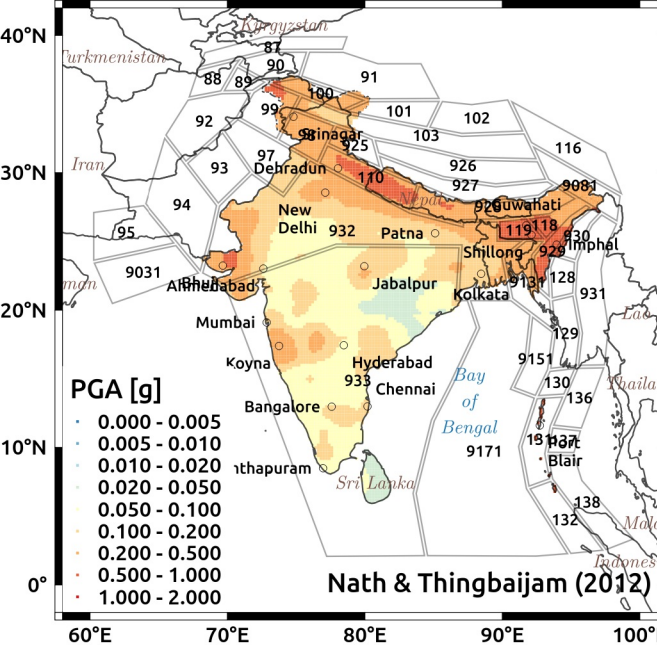 40°N
30°N
20°N
10°N
0°
60°E
70°E
80°E
90°E
100°
Kyrgyzstan
Turkmenistan
87
90
88
89
91
100
99
101
102
92
Srinagar
103
925
116
97
93
Dehradun
926
Iran
110
927
94
Nepal
Guwahati
9081
New
Delhi
932
Patna
119
118
930
Imphal
95
Shillong
929
9031
128
Ahmedabad
Jabalpur
9131
Kolkata
931
Mumbai
129
Koyna
Hyderabad
9151
933
Chennai
130
136
Bangalore
Bay
of
Bengal
9171
Port
Blair
nthapuram
Sri Lanka
138
132
PGA [g]
0.000 - 0.005
0.005 - 0.010
0.010 - 0.020
0.020 - 0.050
0.050 - 0.100
0.100 - 0.200
0.200 - 0.500
0.500 - 1.000
1.000 - 2.000
Nath & Thingbaijam (2012)